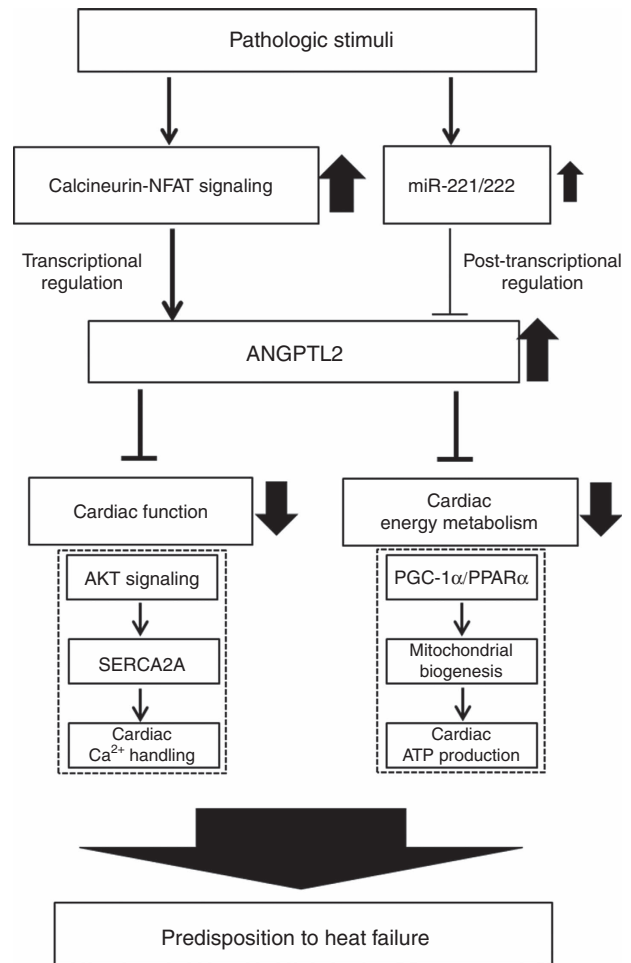 Pathologic stimuli
Calcineurin-NFAT signaling
miR-221/222
Transcriptional
regulation
Post-transcriptional
regulation
ANGPTL2
Cardiac function
Cardiac
energy metabolism
AKT signaling
SERCA2A
Cardiac
Ca²⁺ handling
PGC-1α/PPARα
Mitochondrial
biogenesis
Cardiac
ATP production
Predisposition to heat failure